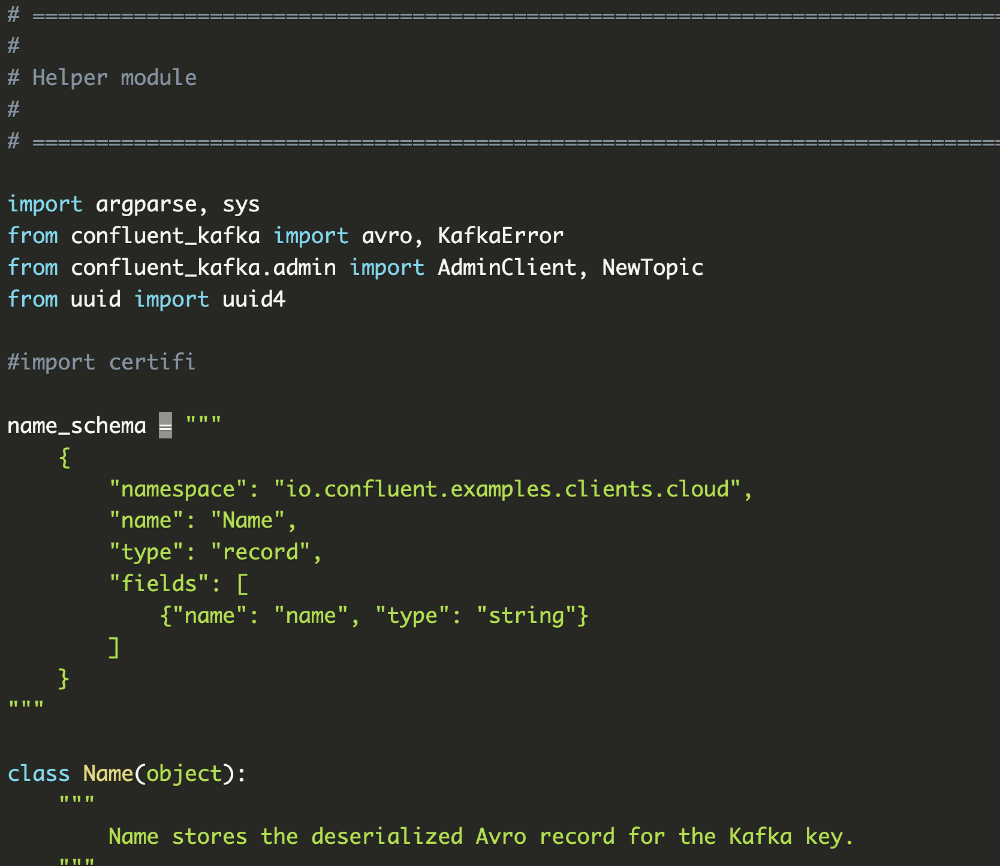 # ============================================================================
#
# Helper module
#
# ============================================================================
import argparse, sys
from confluent_kafka import avro, KafkaError
from confluent_kafka.admin import AdminClient, NewTopic
from uuid import uuid4
#import certifi
name_schema = """
    {
        "namespace": "io.confluent.examples.clients.cloud",
        "name": "Name",
        "type": "record",
        "fields": [
            {"name": "name", "type": "string"}
        ]
    }
"""
class Name(object):
    """
        Name stores the deserialized Avro record for the Kafka key.
    """